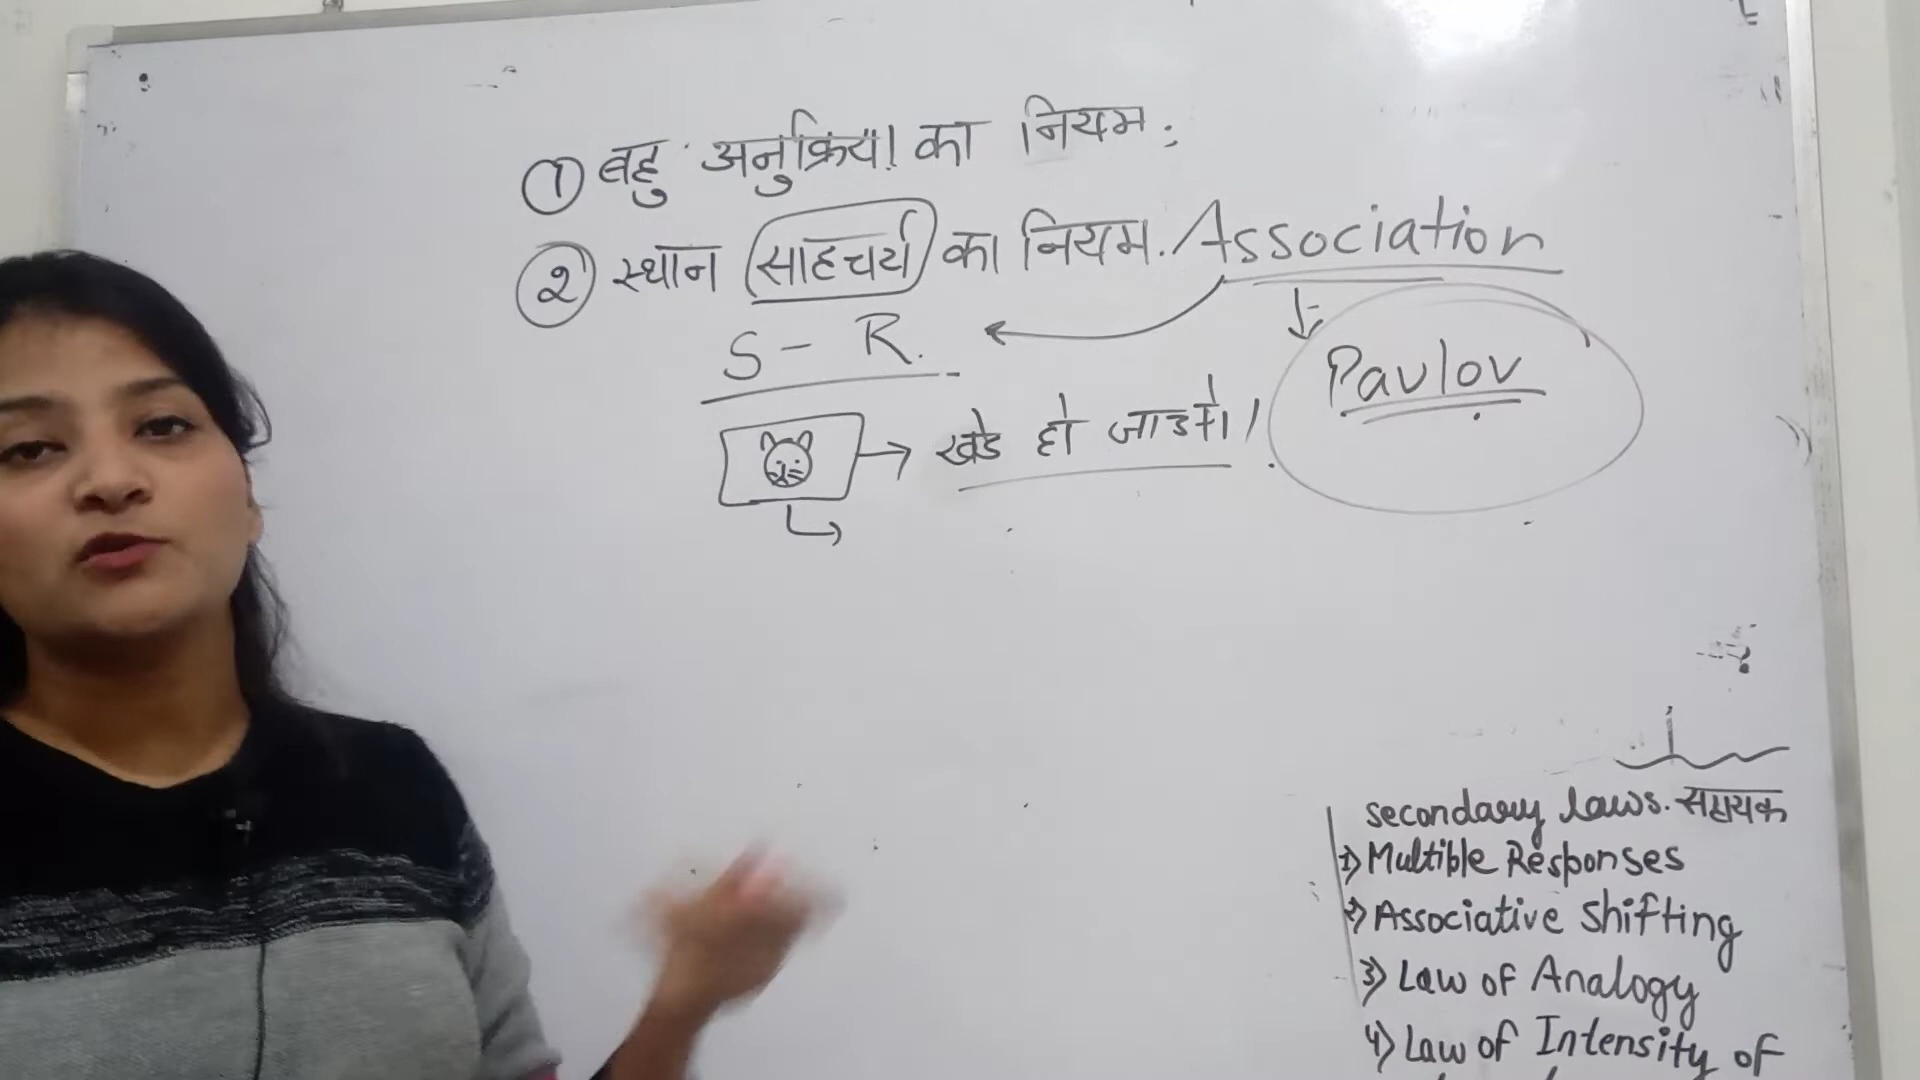 ① बहु अनुक्रिया का नियम :
② स्थान साहचर्य का नियम. Association
S - R.
Pavlov
→ खडे हो जाओ।
secondary laws. सहायक
1) Multible Responses
2) Associative Shifting
3) Law of Analogy
4) Law of Intensity of